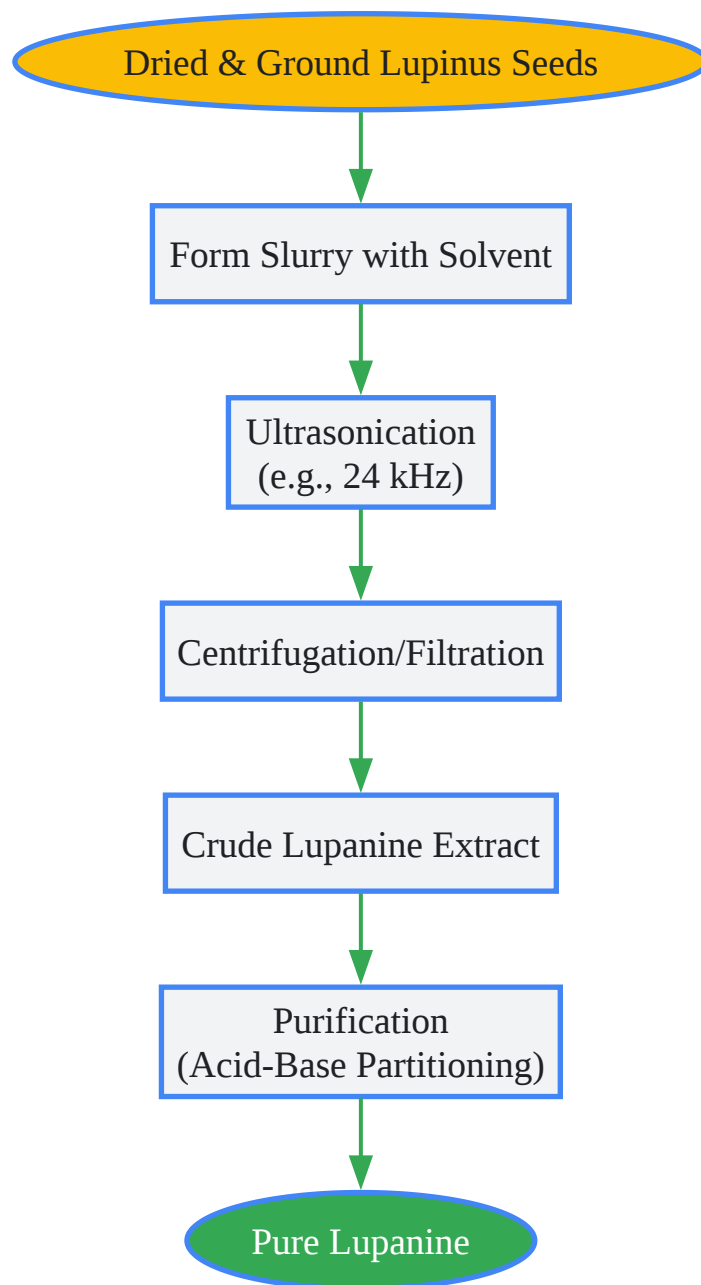 Dried & Ground Lupinus Seeds
Form Slurry with Solvent
Ultrasonication
(e.g., 24 kHz)
Centrifugation/Filtration
Crude Lupanine Extract
Purification
(Acid-Base Partitioning)
Pure Lupanine